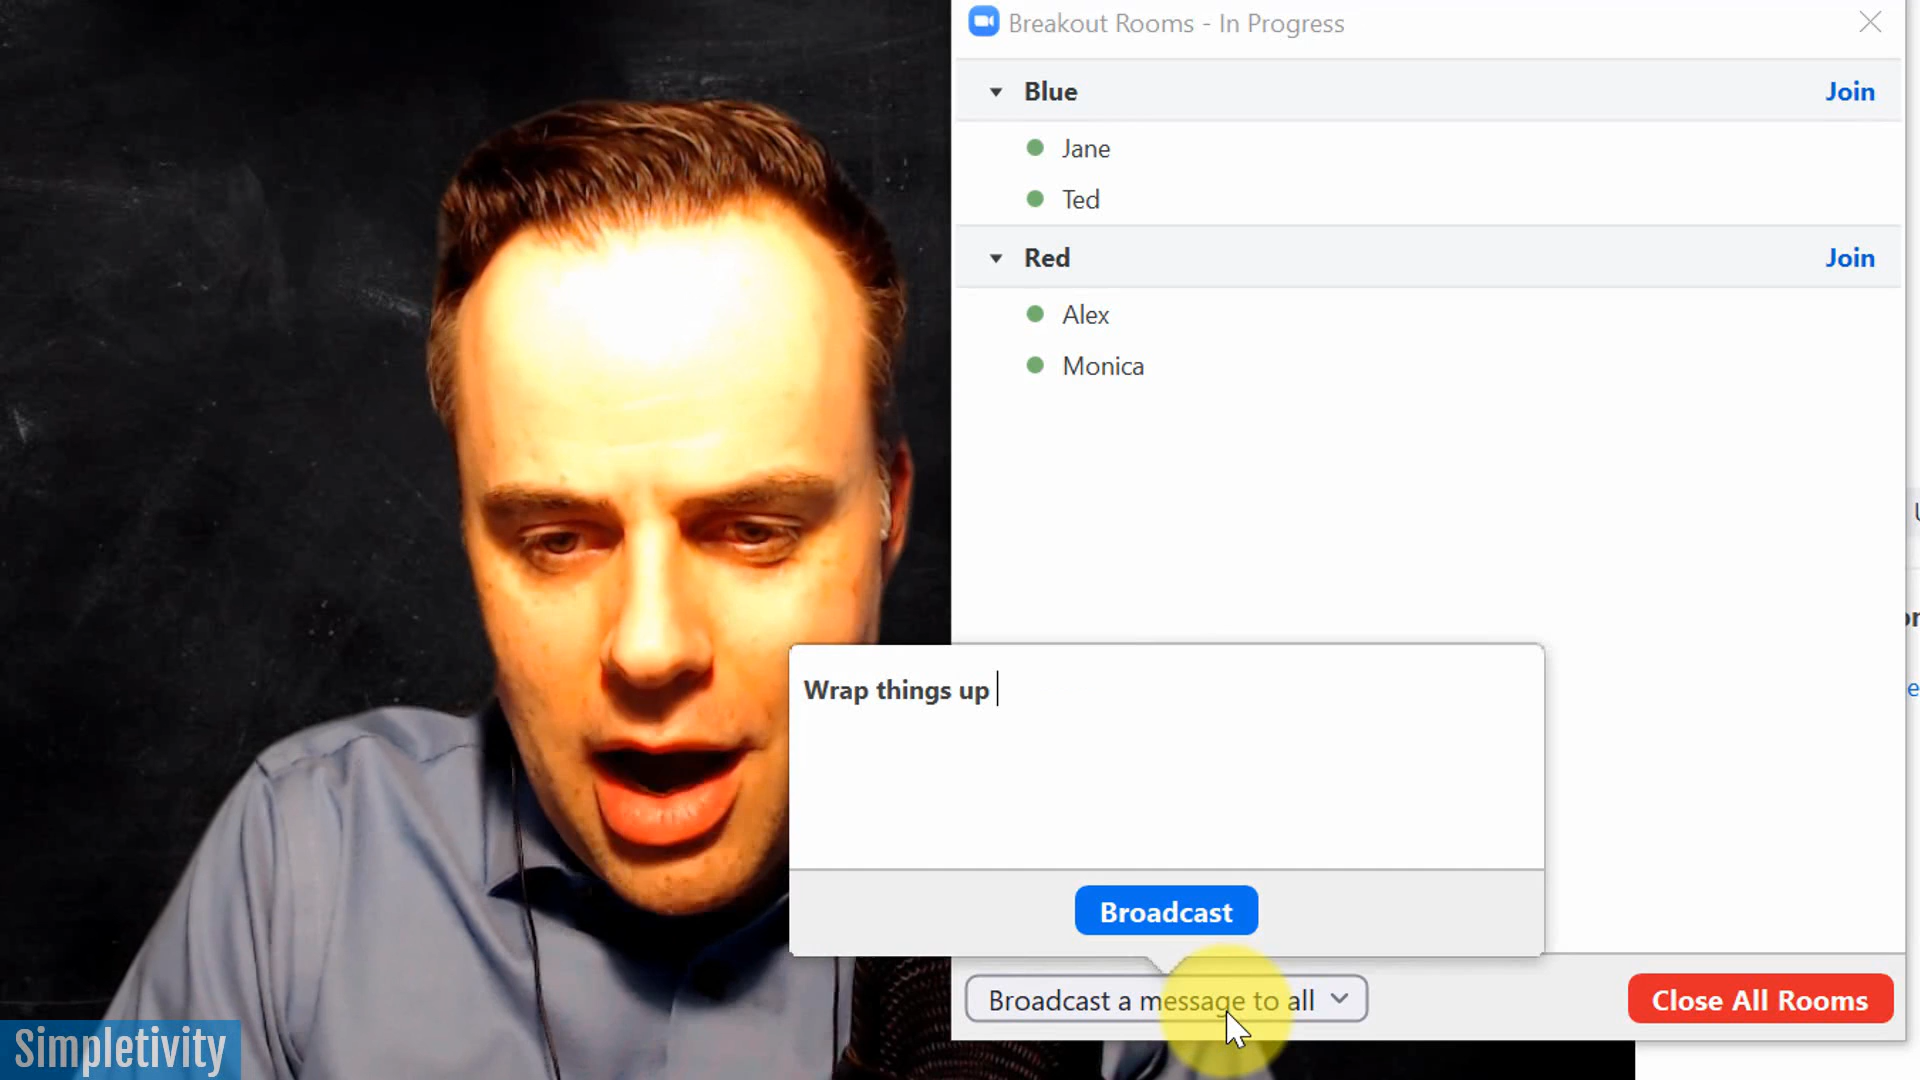 Breakout Rooms - In Progress
Blue
Join
Jane
Ted
Red
Join
Alex
Monica
Wrap things up
Broadcast
Broadcast a message to all
Close All Rooms
Simpletivity